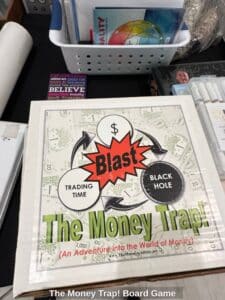 BELIEVE
$
Blast
TRADING
TIME
BLACK
HOLE
The Money Trap!
(An Adventure into the World of Money)
The Money Trap! Board Game